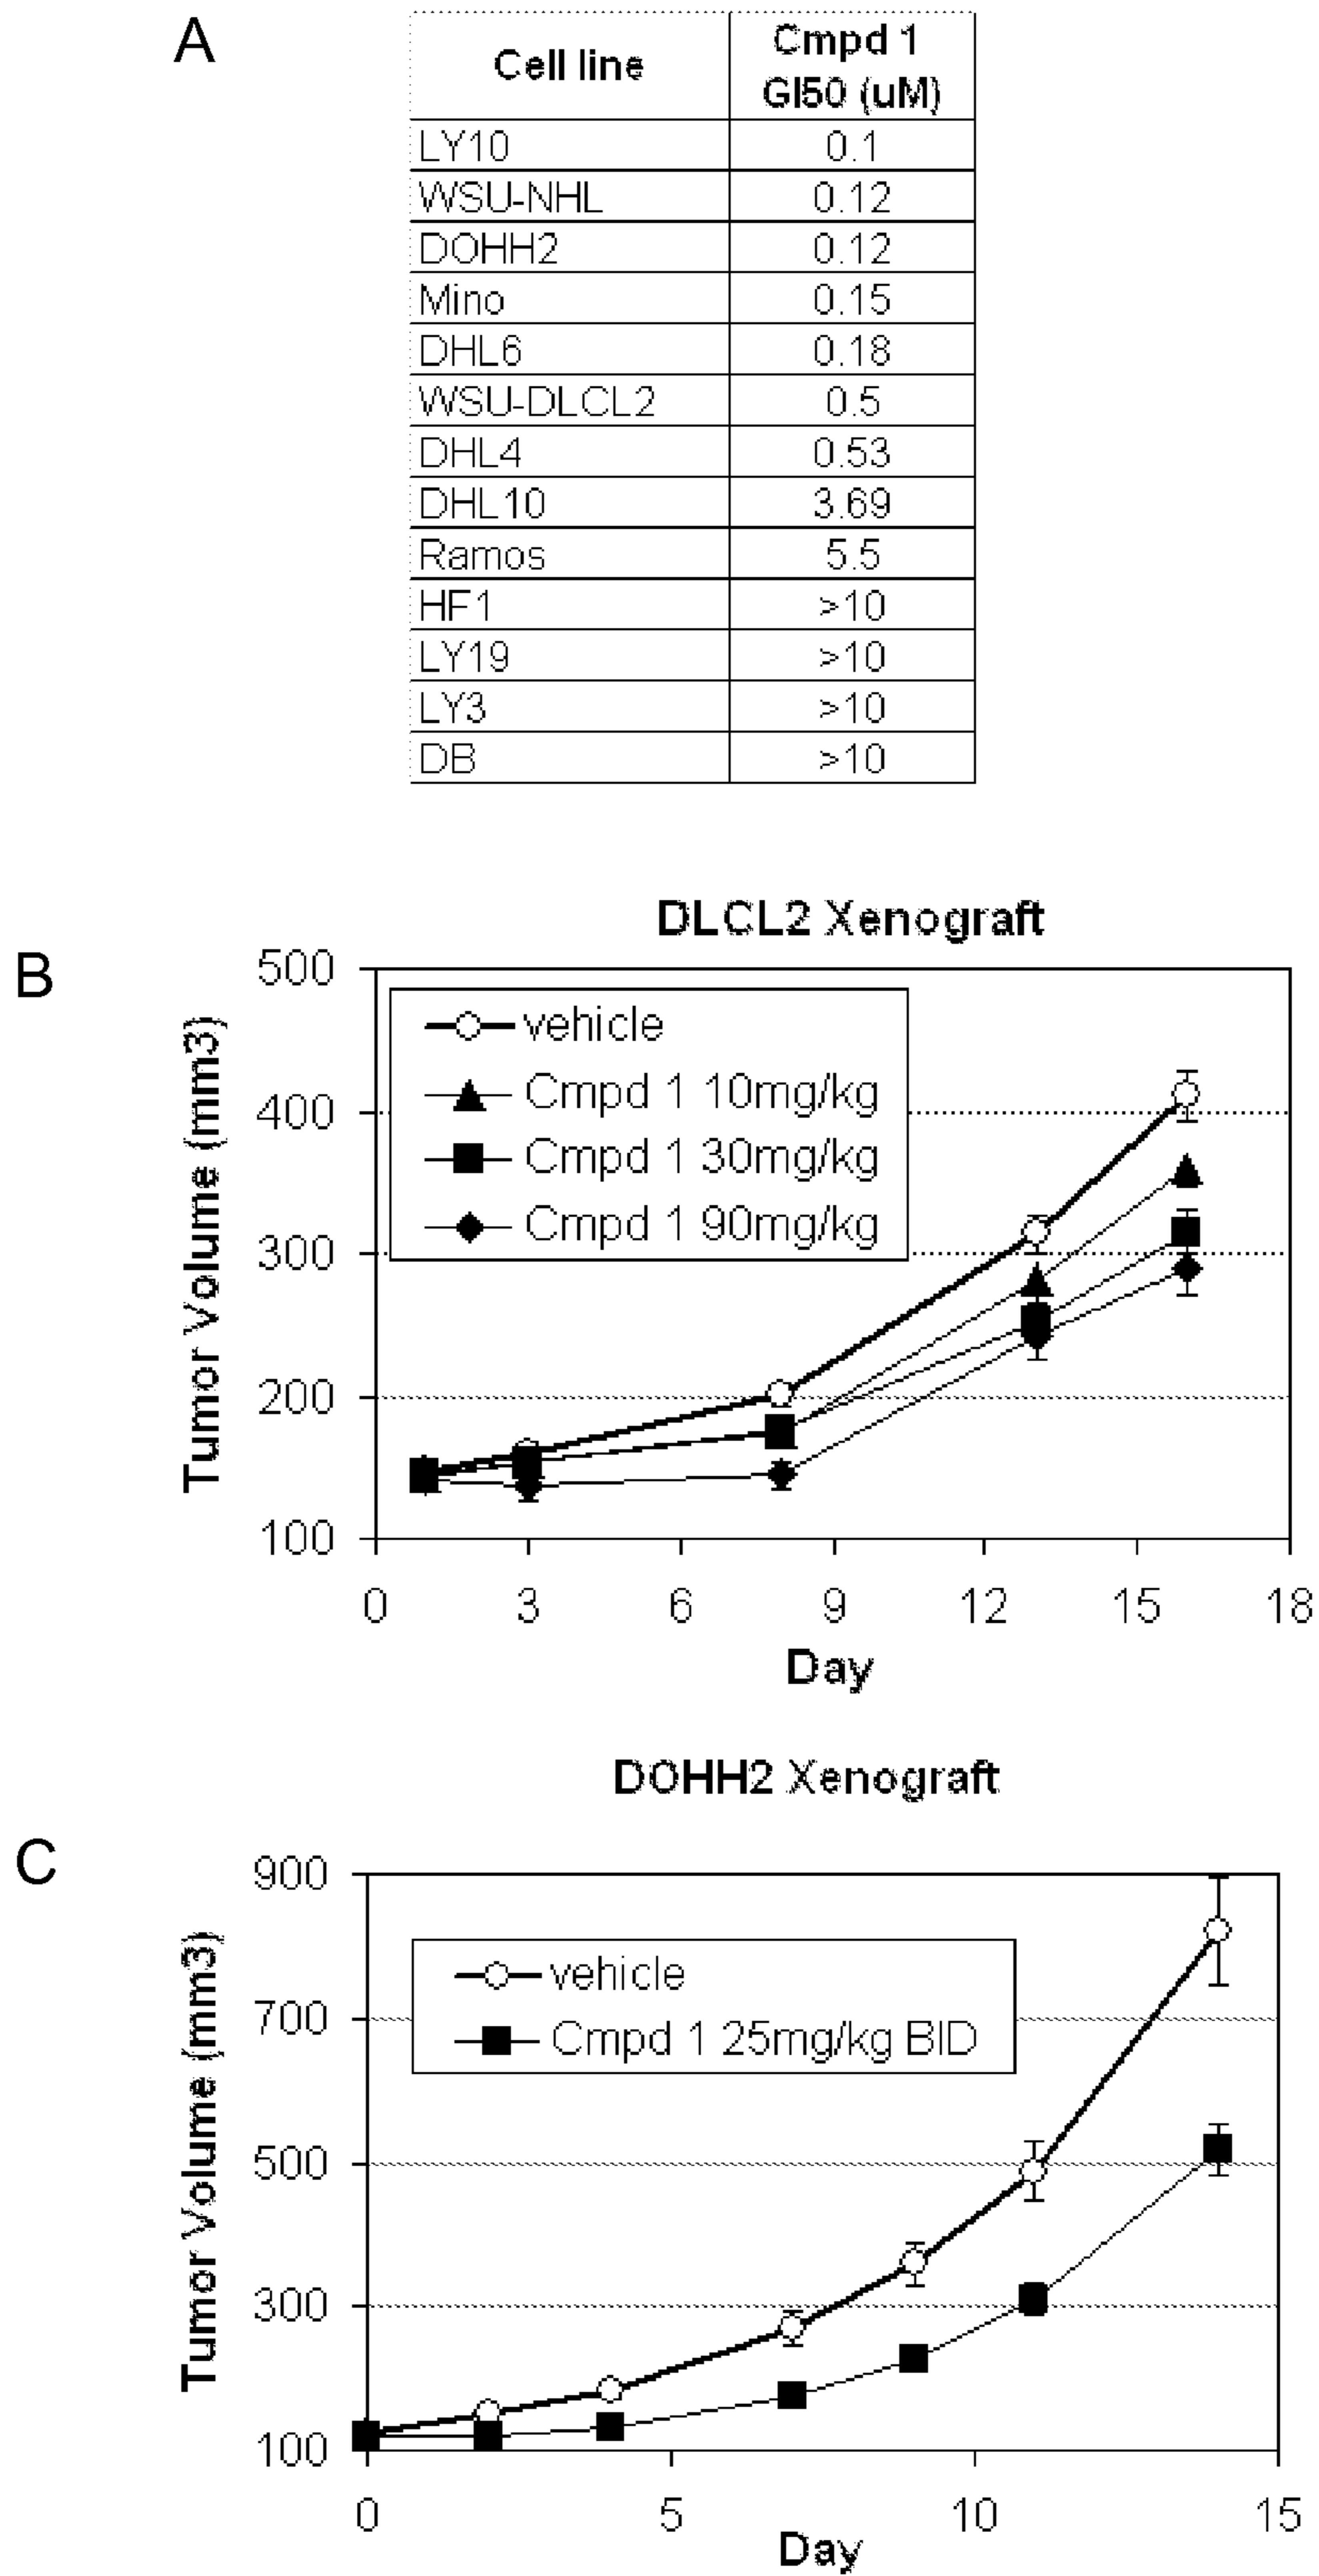 A
Cell line Cmpd 1 GI50 (uM)
LY10 0.1
WSU-NHL 0.12
DOHH2 0.12
Mino 0.15
DHL6 0.18
WSU-DLCL2 0.5
DHL4 0.53
DHL10 3.69
Ramos 5.5
HF1 >10
LY19 >10
LY3 >10
DB >10
B
DLCL2 Xenograft
Tumor Volume (mm3)
500
400
300
200
100
vehicle
Cmpd 1 10mg/kg
Cmpd 1 30mg/kg
Cmpd 1 90mg/kg
0 3 6 9 12 15 18
Day
C
DOHH2 Xenograft
Tumor Volume (mm3)
900
700
500
300
100
vehicle
Cmpd 1 25mg/kg BID
0 5 10 15
Day